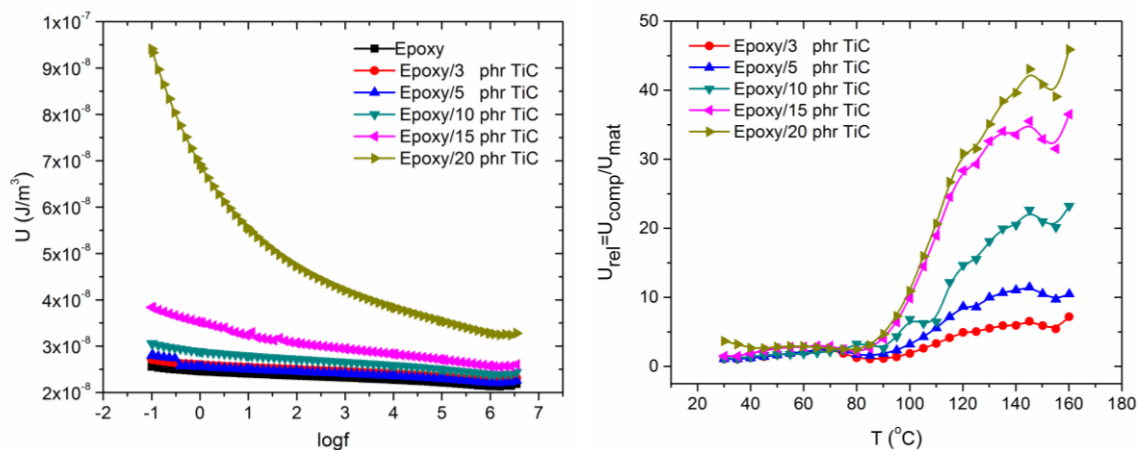 1x10⁻⁷
9x10⁻⁸
8x10⁻⁸
7x10⁻⁸
6x10⁻⁸
5x10⁻⁸
4x10⁻⁸
3x10⁻⁸
2x10⁻⁸
U (J/m³)
Epoxy
Epoxy/3 phr TiC
Epoxy/5 phr TiC
Epoxy/10 phr TiC
Epoxy/15 phr TiC
Epoxy/20 phr TiC
-2 -1 0 1 2 3 4 5 6 7
logf
50
40
30
20
10
0
U_rel=U_comp/U_mat
Epoxy/3 phr TiC
Epoxy/5 phr TiC
Epoxy/10 phr TiC
Epoxy/15 phr TiC
Epoxy/20 phr TiC
20 40 60 80 100 120 140 160 180
T (°C)